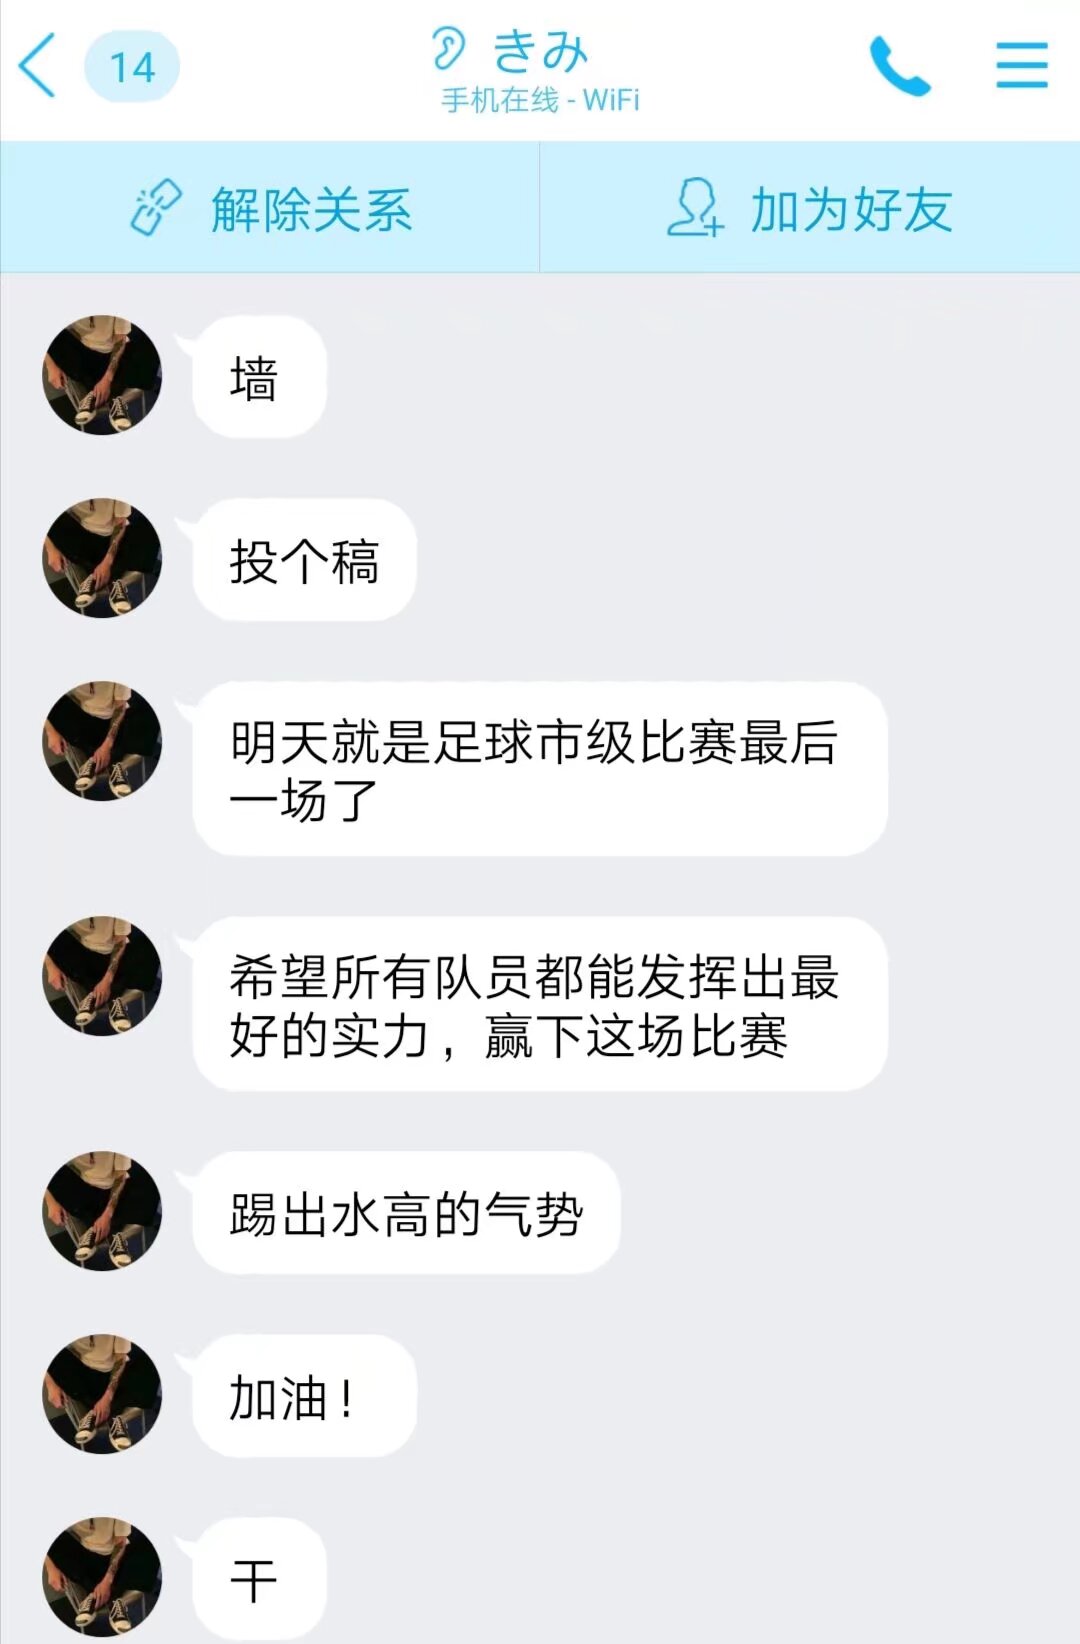 14
きみ
手机在线 - WiFi
解除关系
加为好友
墙
投个稿
明天就是足球市级比赛最后
一场了
希望所有队员都能发挥出最
好的实力，赢下这场比赛
踢出水高的气势
加油！
干